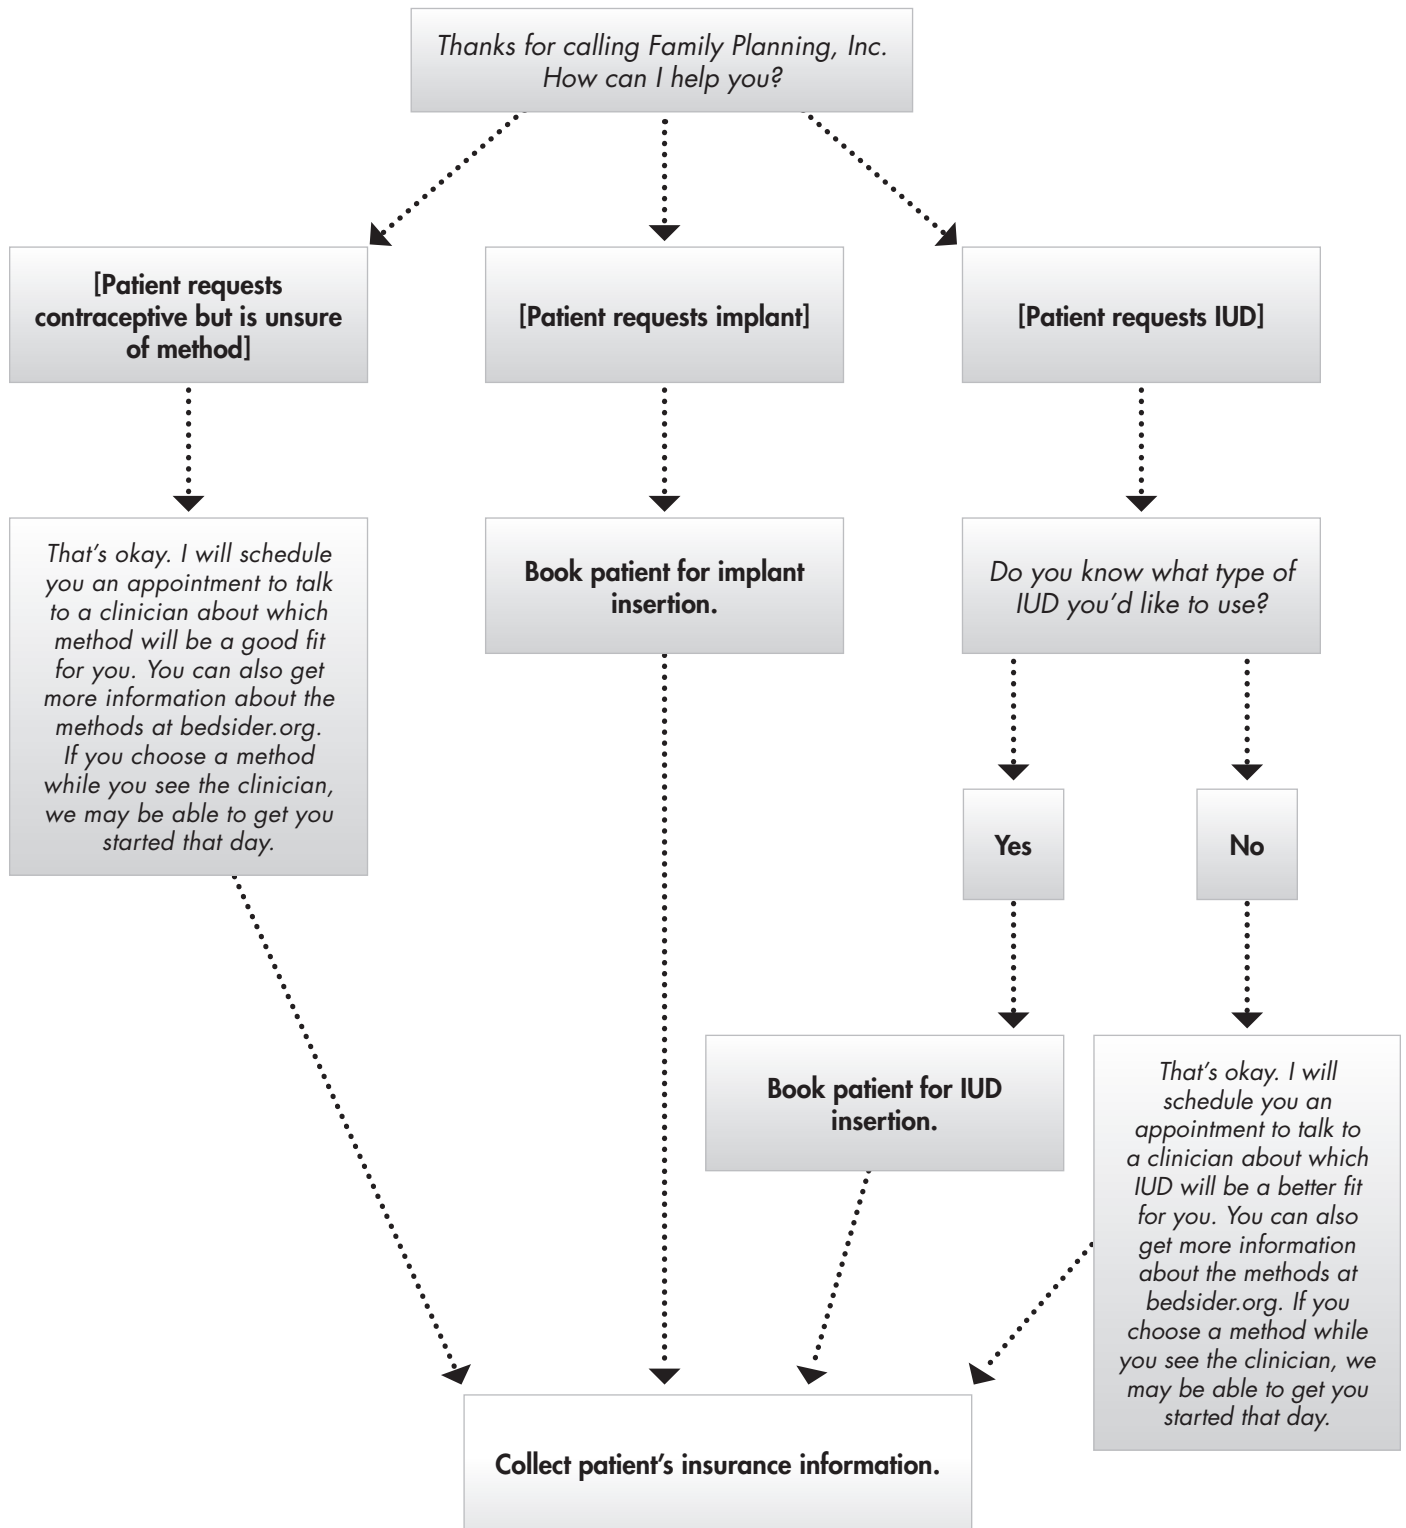 Thanks for calling Family Planning, Inc.
How can I help you?
[Patient requests
contraceptive but is unsure
of method]
[Patient requests implant]
[Patient requests IUD]
That's okay. I will schedule
you an appointment to talk
to a clinician about which
method will be a good fit
for you. You can also get
more information about the
methods at bedsider.org.
If you choose a method
while you see the clinician,
we may be able to get you
started that day.
Book patient for implant
insertion.
Do you know what type of
IUD you’d like to use?
Yes
No
Book patient for IUD
insertion.
That’s okay. I will
schedule you an
appointment to talk to
a clinician about which
IUD will be a better fit
for you. You can also
get more information
about the methods at
bedsider.org. If you
choose a method while
you see the clinician, we
may be able to get you
started that day.
Collect patient’s insurance information.